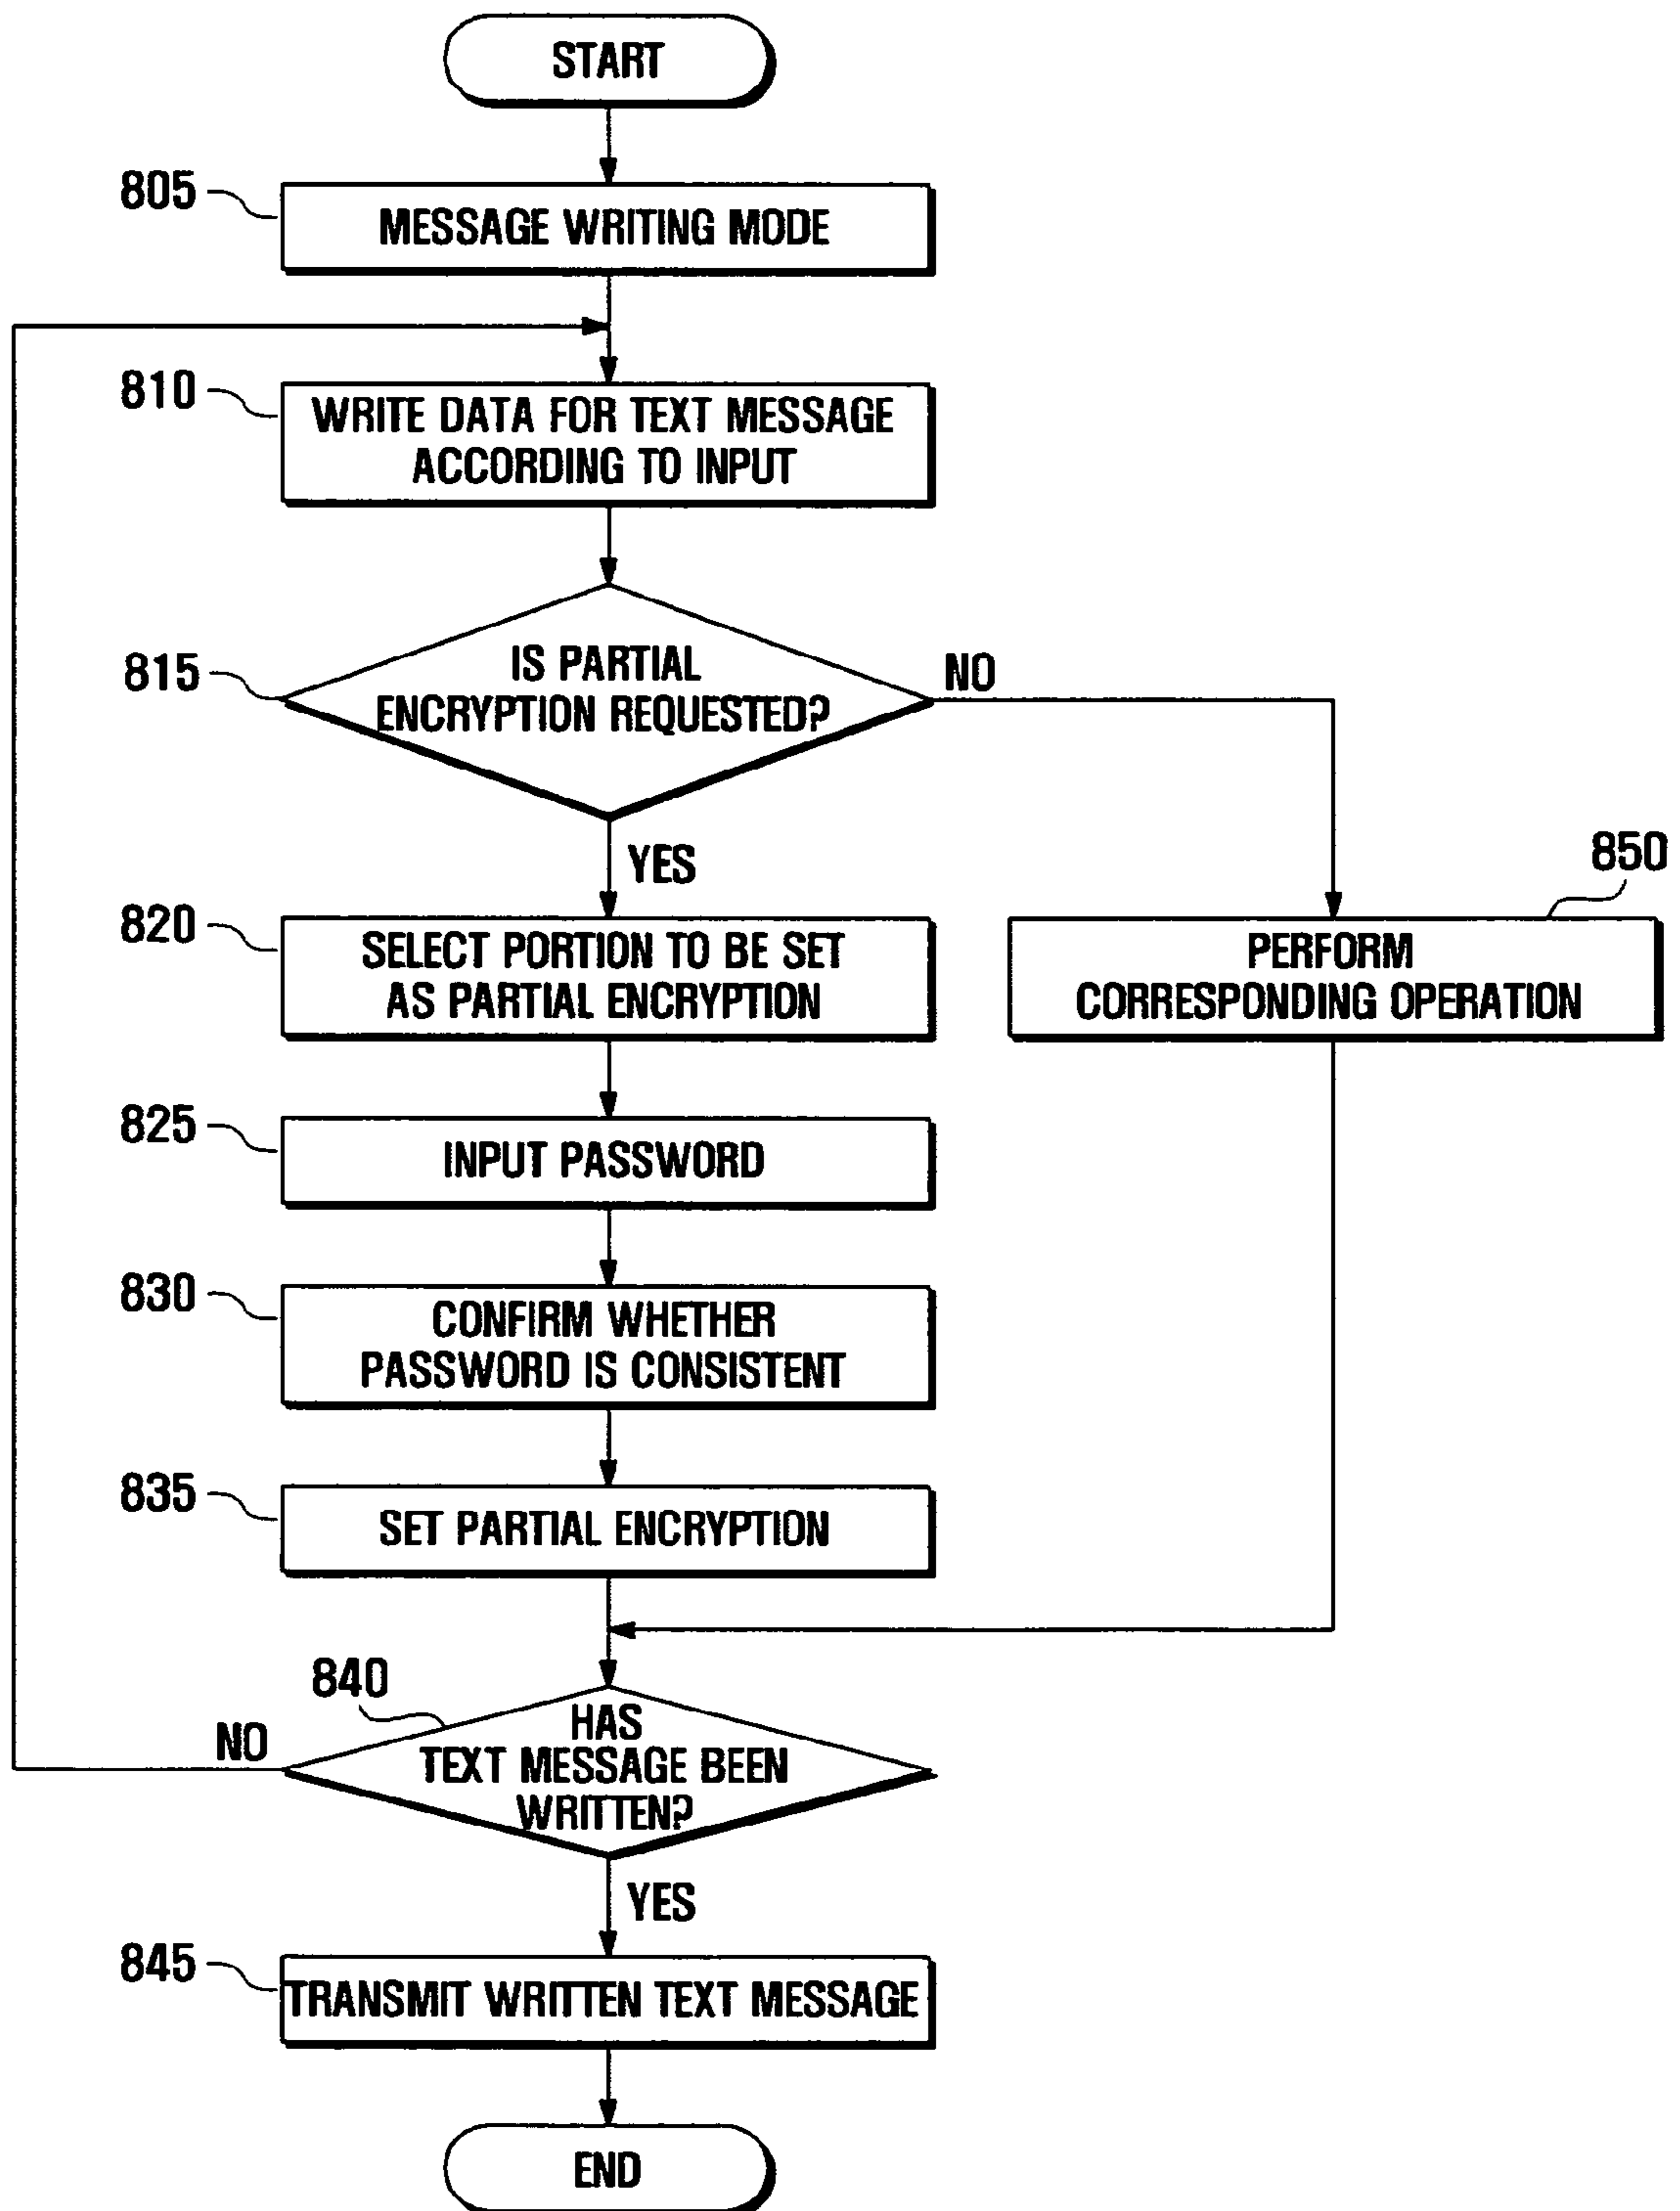 START
805
MESSAGE WRITING MODE
810
WRITE DATA FOR TEXT MESSAGE
ACCORDING TO INPUT
815
IS PARTIAL
ENCRYPTION REQUESTED?
NO
YES
850
820
SELECT PORTION TO BE SET
AS PARTIAL ENCRYPTION
PERFORM
CORRESPONDING OPERATION
825
INPUT PASSWORD
830
CONFIRM WHETHER
PASSWORD IS CONSISTENT
835
SET PARTIAL ENCRYPTION
840
HAS
TEXT MESSAGE BEEN
WRITTEN?
NO
YES
845
TRANSMIT WRITTEN TEXT MESSAGE
END